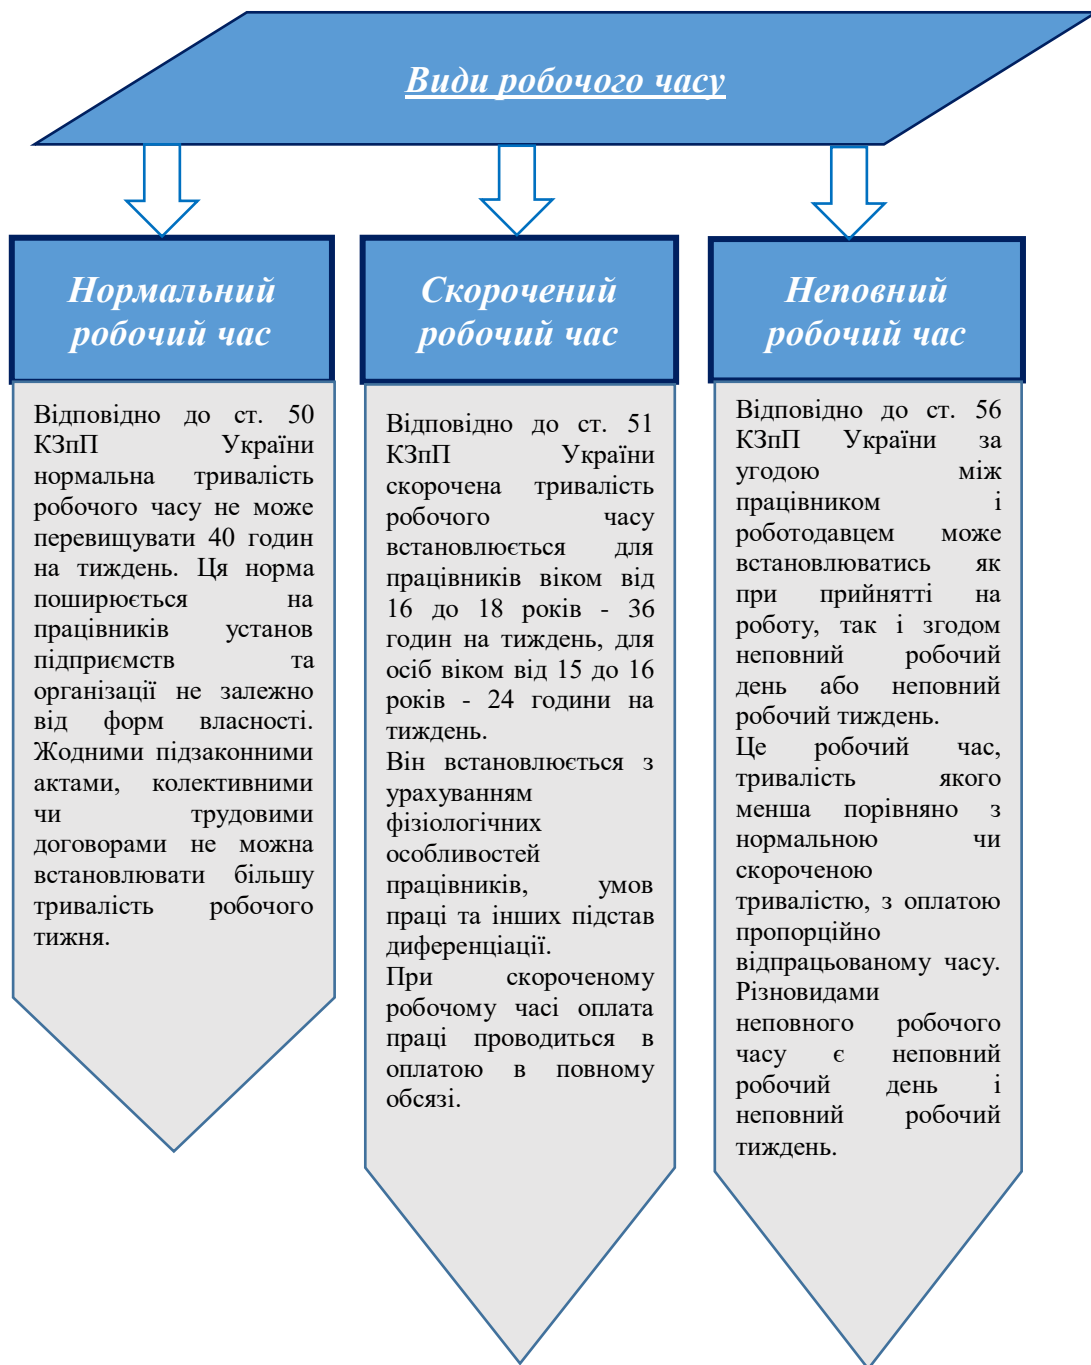 Види робочого часу
Нормальний
робочий час
Відповідно до ст. 50
КЗпП України
нормальна тривалість
робочого часу не може
перевищувати 40 годин
на тиждень. Ця норма
поширюється на
працівників установ
підприємств та
організації не залежно
від форм власності.
Жодними підзаконними
актами, колективними
чи трудовими
договорами не можна
встановлювати більшу
тривалість робочого
тижня.
Скорочений
робочий час
Відповідно до ст. 51
КЗпП України
скорочена тривалість
робочого часу
встановлюється для
працівників віком від
16 до 18 років - 36
годин на тиждень, для
осіб віком від 15 до 16
років - 24 години на
тиждень.
Він встановлюється з
урахуванням
фізіологічних
особливостей
працівників, умов
праці та інших підстав
диференціації.
При скороченому
робочому часі оплата
праці проводиться в
оплатою в повному
обсязі.
Неповний
робочий час
Відповідно до ст. 56
КЗпП України за
угодою між
працівником і
роботодавцем може
встановлюватись як
при прийнятті на
роботу, так і згодом
неповний робочий
день або неповний
робочий тиждень.
Це робочий час,
тривалість якого
менша порівняно з
нормальною чи
скороченою
тривалістю, з оплатою
пропорційно
відпрацьованому часу.
Різновидами
неповного робочого
часу є неповний
робочий день і
неповний робочий
тиждень.